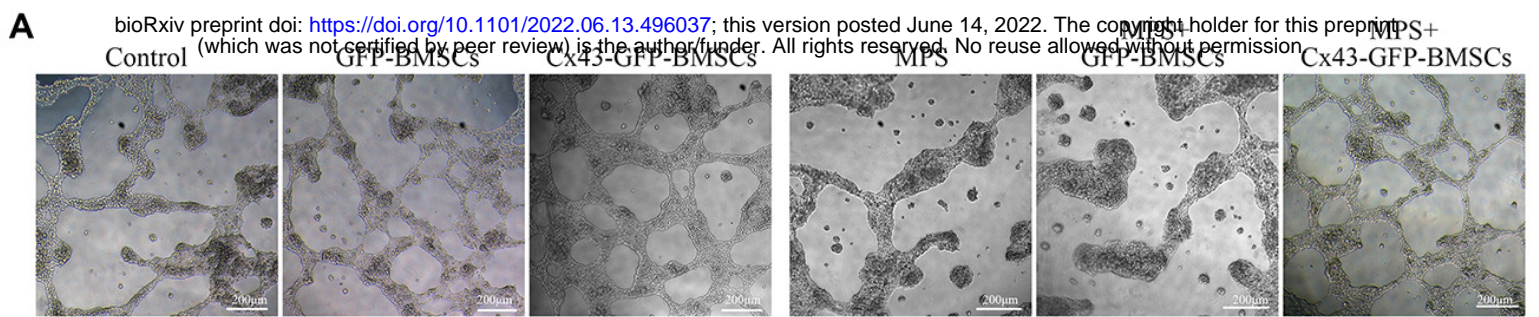 A
bioRxiv preprint doi: https://doi.org/10.1101/2022.06.13.496037; this version posted June 14, 2022. The copyright holder for this preprint
(which was not certified by peer review) is the author/funder. All rights reserved. No reuse allowed without permission.
Control
GFP-BMSCs
Cx43-GFP-BMSCs
MPS
MPS+
GFP-BMSCs
MPS+
Cx43-GFP-BMSCs
200μm
200μm
200μm
200μm
200μm
200μm